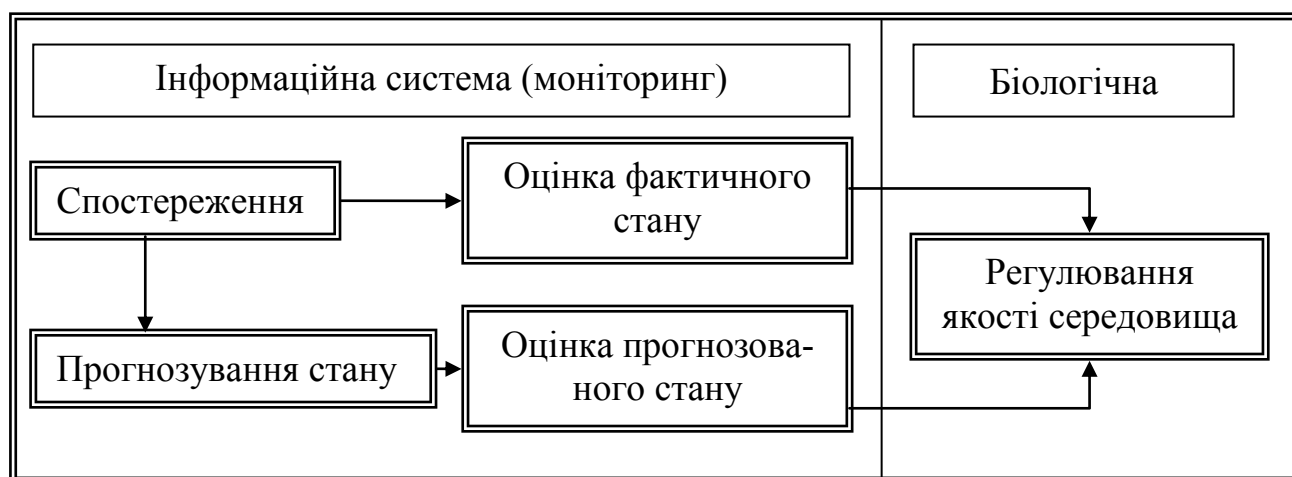 Інформаційна система (моніторинг)
Біологічна
Спостереження
Оцінка фактичного
стану
Регулювання
якості середовища
Прогнозування стану
Оцінка прогнозова-
ного стану